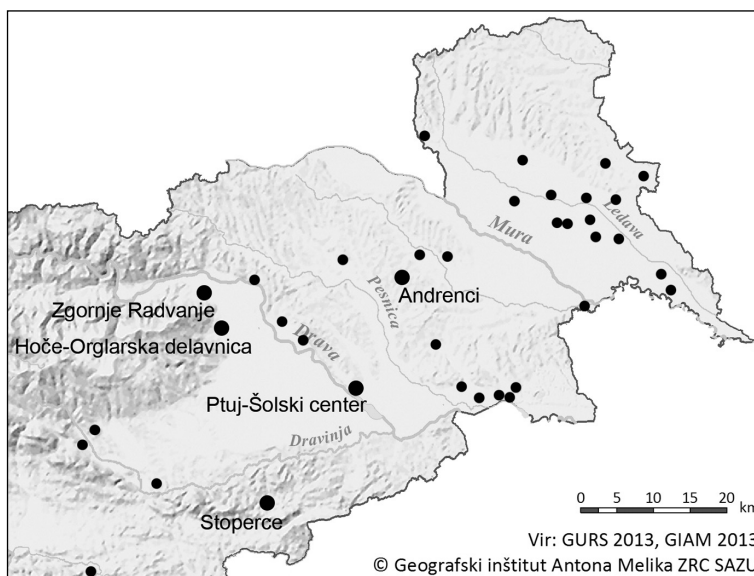 Mura
Ledava
Andrenci
Pesnica
Zgornje Radvanje
Hoče-Orglarska delavnica
Drava
Ptuj-Šolski center
Dravinja
Stoperce
0 5 10 15 20
km
Vir: GURS 2013, GIAM 2013
© Geografski inštitut Antona Melika ZRC SAZU